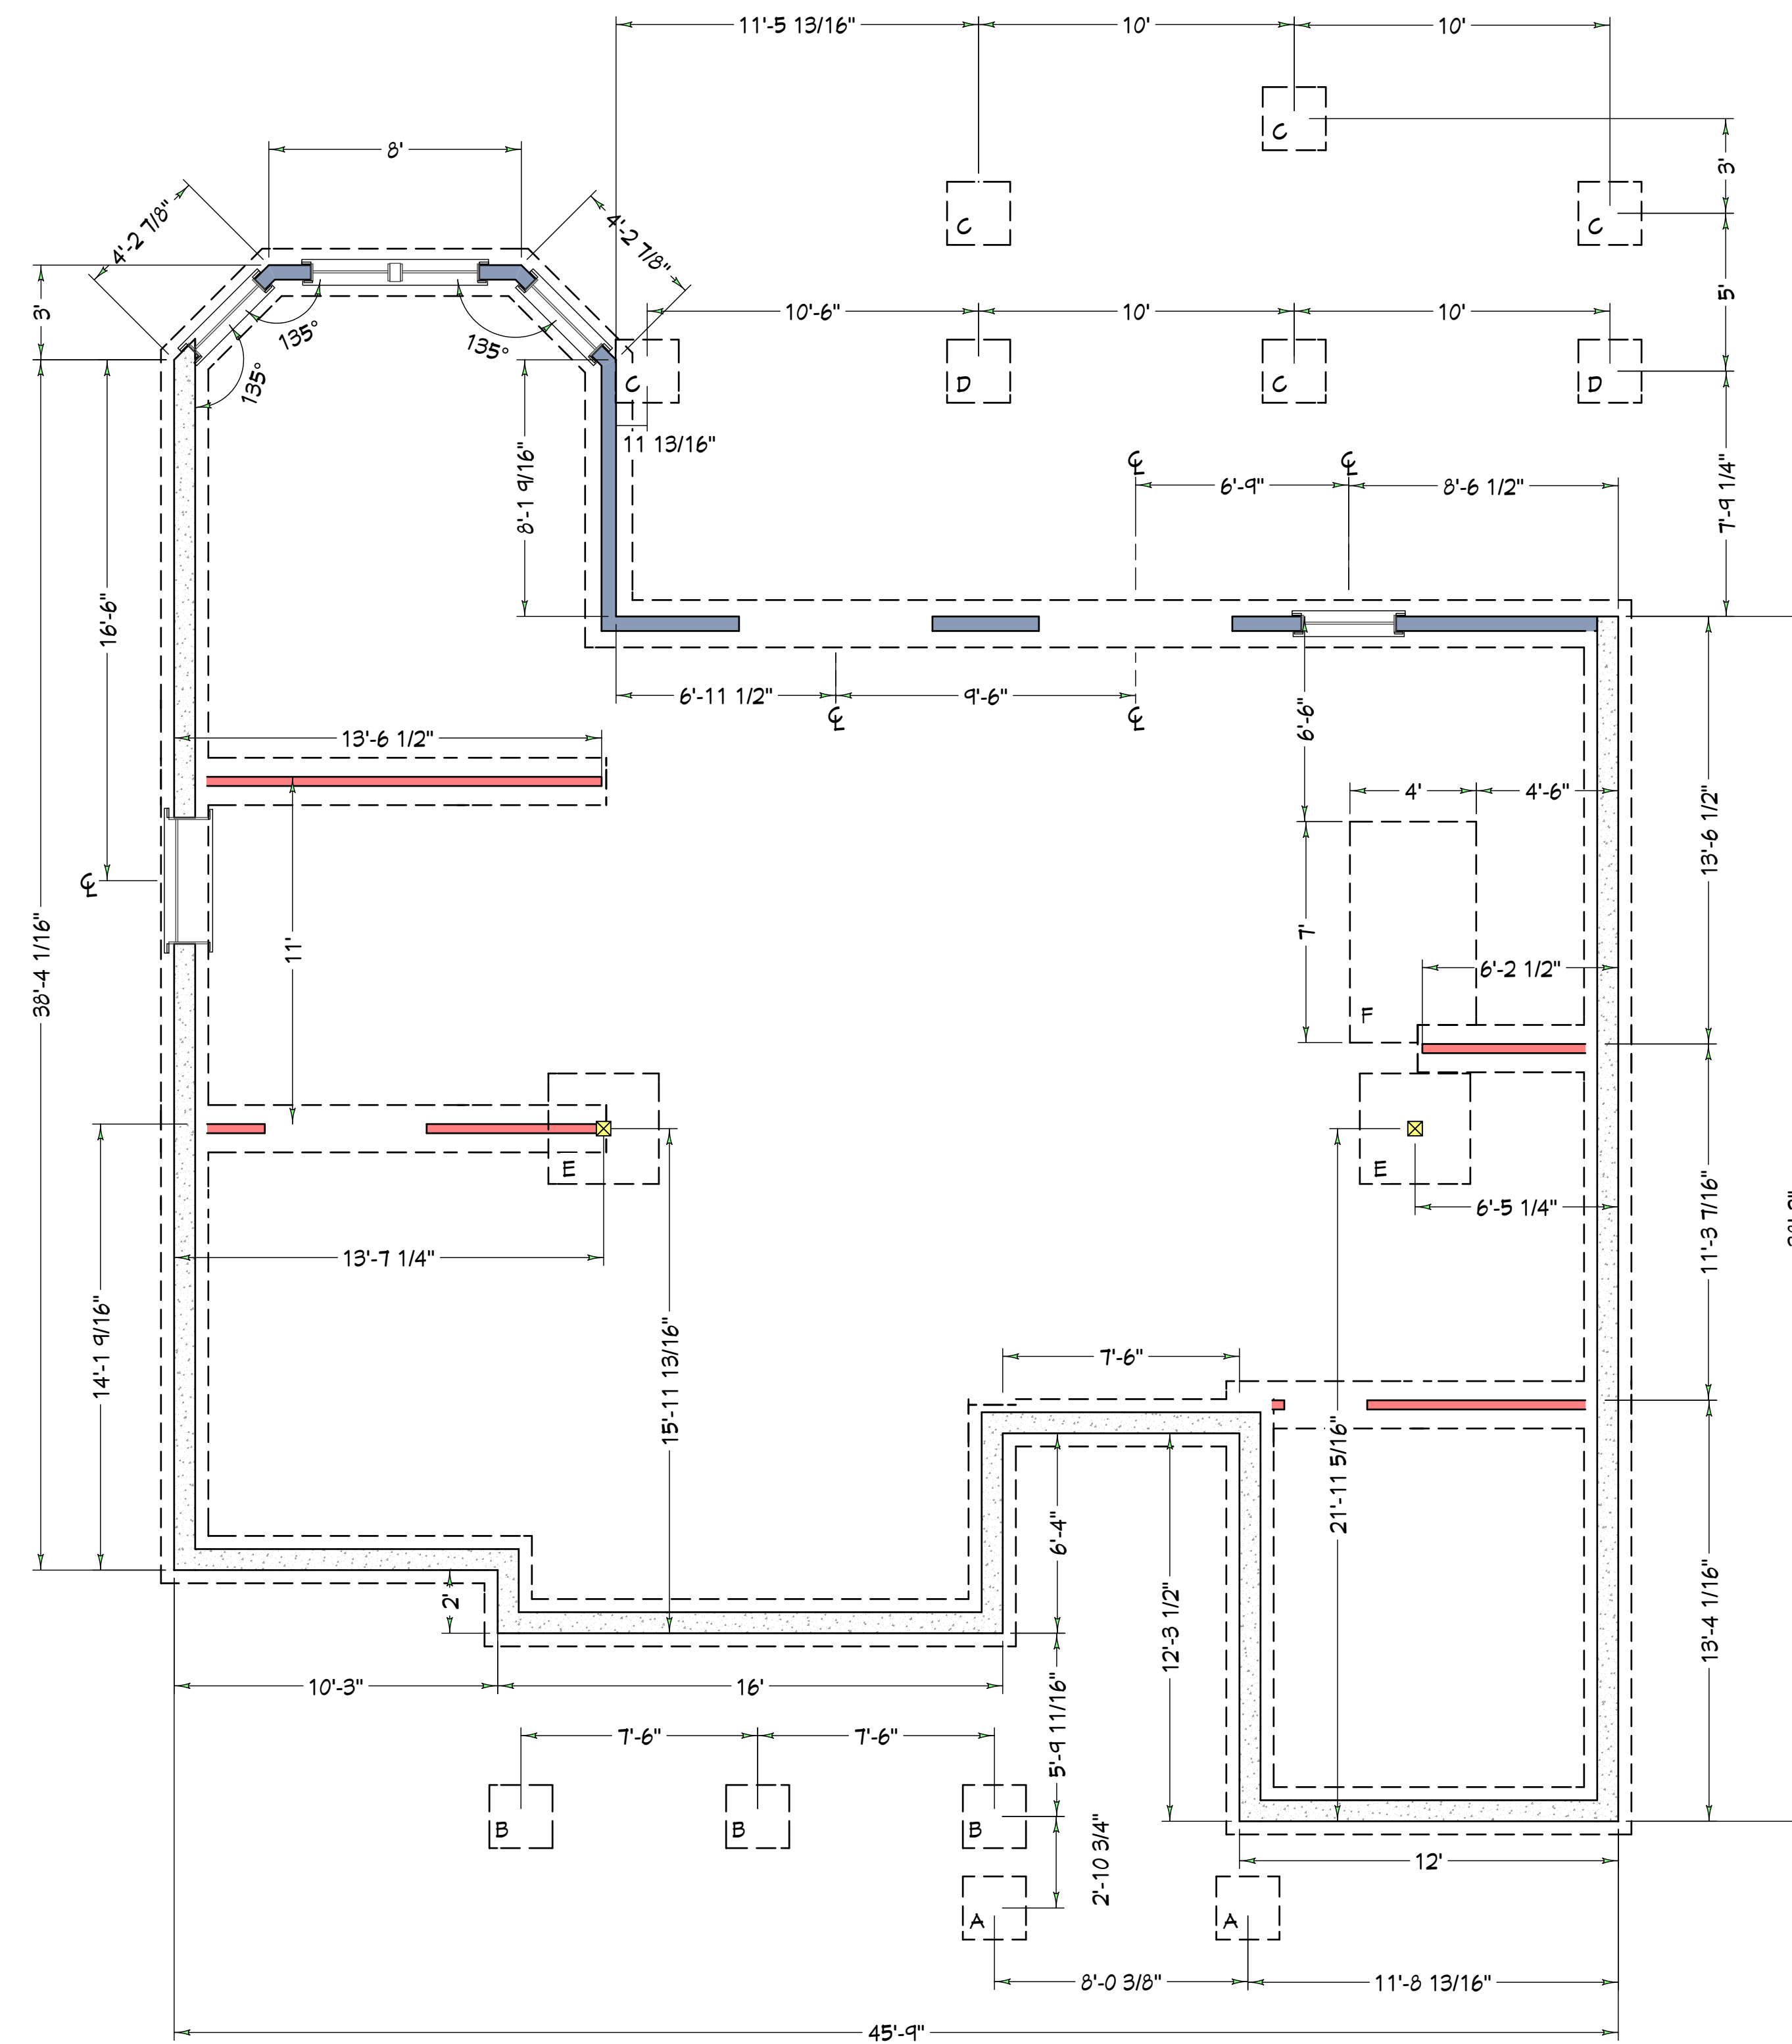 11'-5 13/16" 10' 10'
C
8'
3'
C C
4'-2 7/8" 4'-2 7/8"
3' 5'
10'-6" 10' 10'
135° 135°
135°
C D C D
11 13/16"
8'-1 9/16"
℄ ℄
6'-9" 8'-6 1/2"
7'-9 1/4"
16'-6"
6'-11 1/2" 9'-6"
℄ ℄
6'-6"
13'-6 1/2"
4' 4'-6"
13'-6 1/2"
℄
38'-4 1/16"
11'
7'
6'-2 1/2"
F
E E
11'-3 7/16"
6'-5 1/4"
13'-7 1/4"
14'-1 9/16"
15'-11 13/16"
7'-6"
21'-11 5/16"
6'-4"
2'
12'-3 1/2"
13'-4 1/16"
10'-3" 16'
5'-9 11/16"
7'-6" 7'-6"
B B B
2'-10 3/4"
12'
A A
8'-0 3/8" 11'-8 13/16"
45'-9"